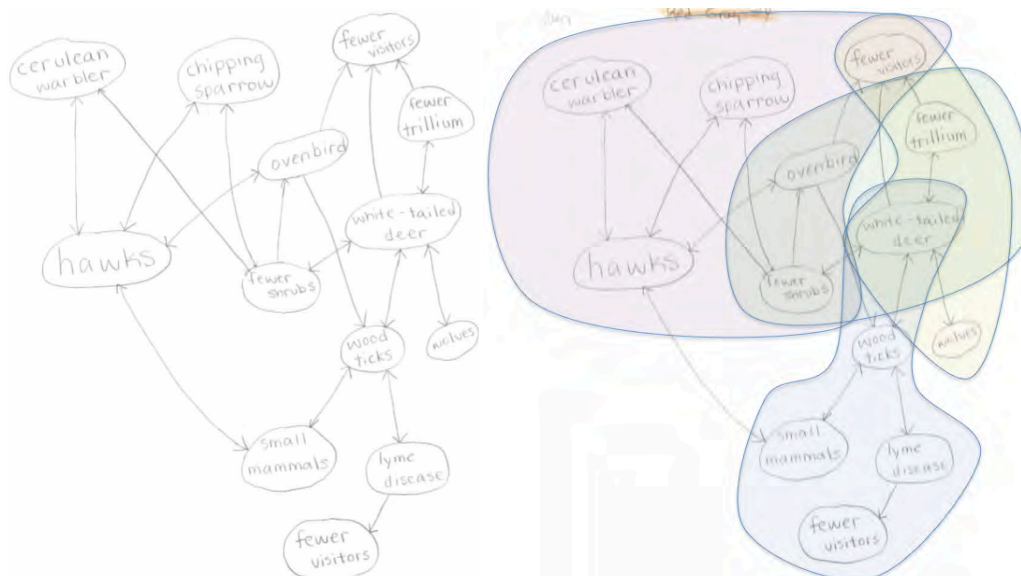 cerulean
warbler
chipping
sparrow
fewer
visitors
fewer
trillium
ovenbird
white-tailed
deer
hawks
fewer
shrubs
wood
ticks
wolves
small
mammals
lyme
disease
fewer
visitors
cerulean
warbler
chipping
sparrow
fewer
visitors
fewer
trillium
ovenbird
white-tailed
deer
hawks
fewer
shrubs
wood
ticks
wolves
small
mammals
lyme
disease
fewer
visitors